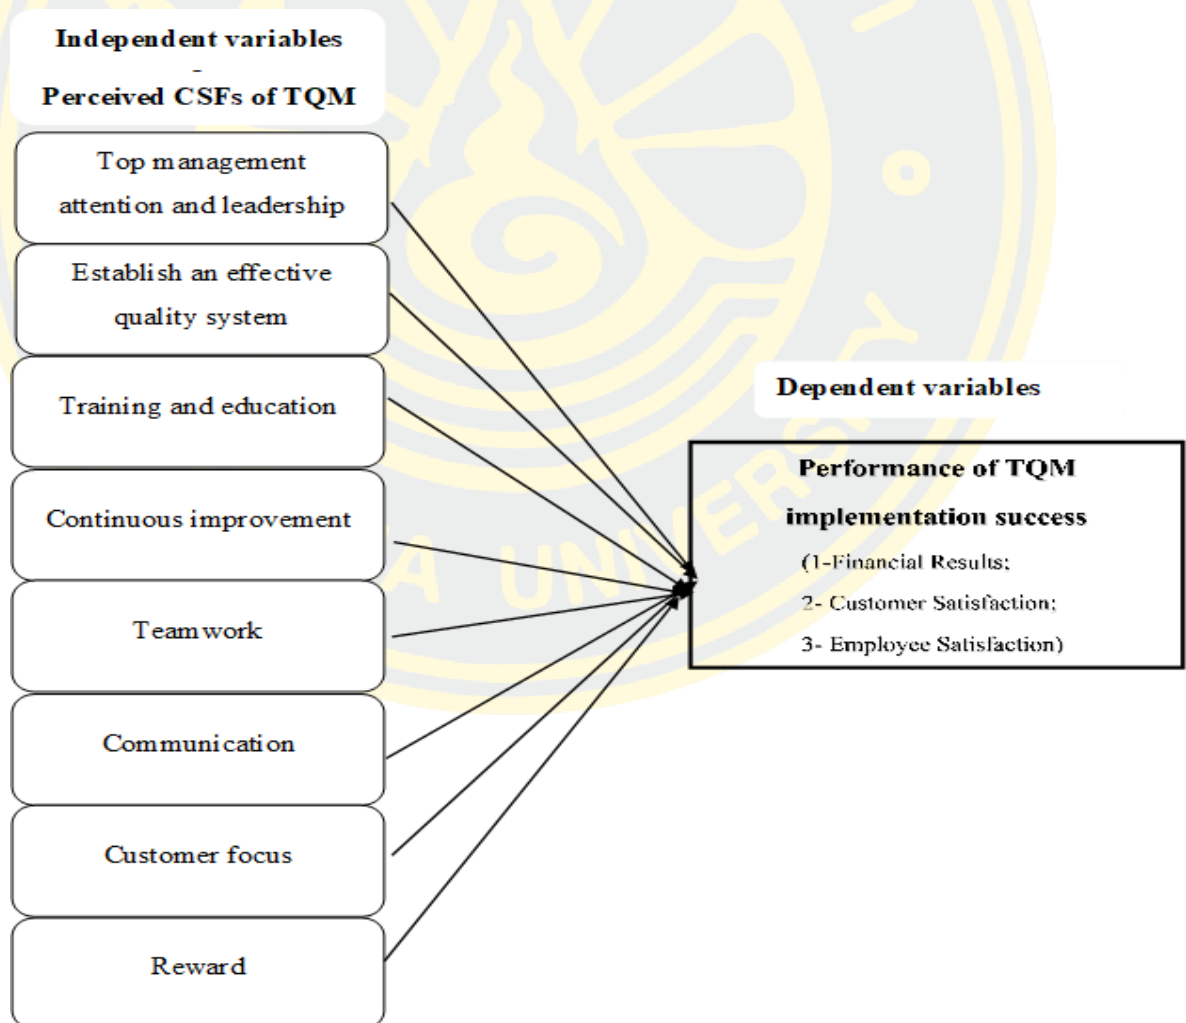 Independent variables
-
Perceived CSFs of TQM
Top management
attention and leadership
Establish an effective
quality system
Training and education
Continuous improvement
Teamwork
Communication
Customer focus
Reward
Dependent variables
Performance of TQM
implementation success
(1-Financial Results;
2- Customer Satisfaction;
3- Employee Satisfaction)
UNIVERSITY